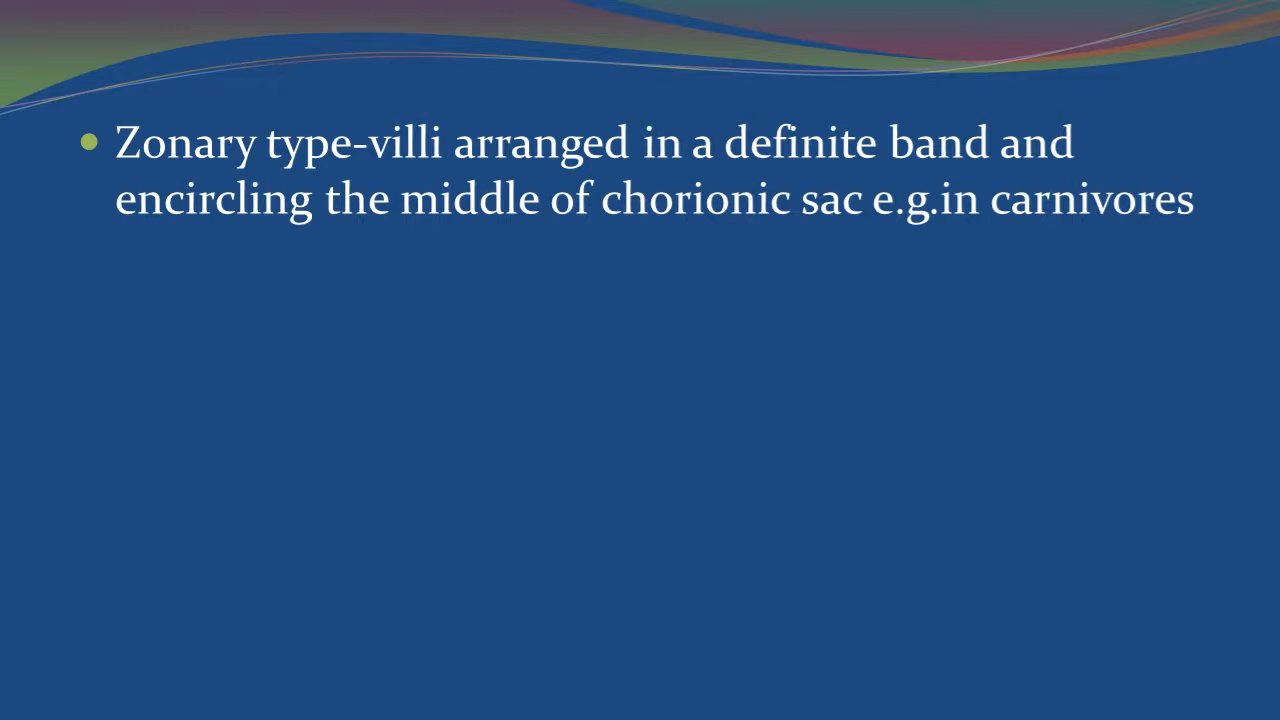 Zonary type-villi arranged in a definite band and
encircling the middle of chorionic sac e.g.in carnivores